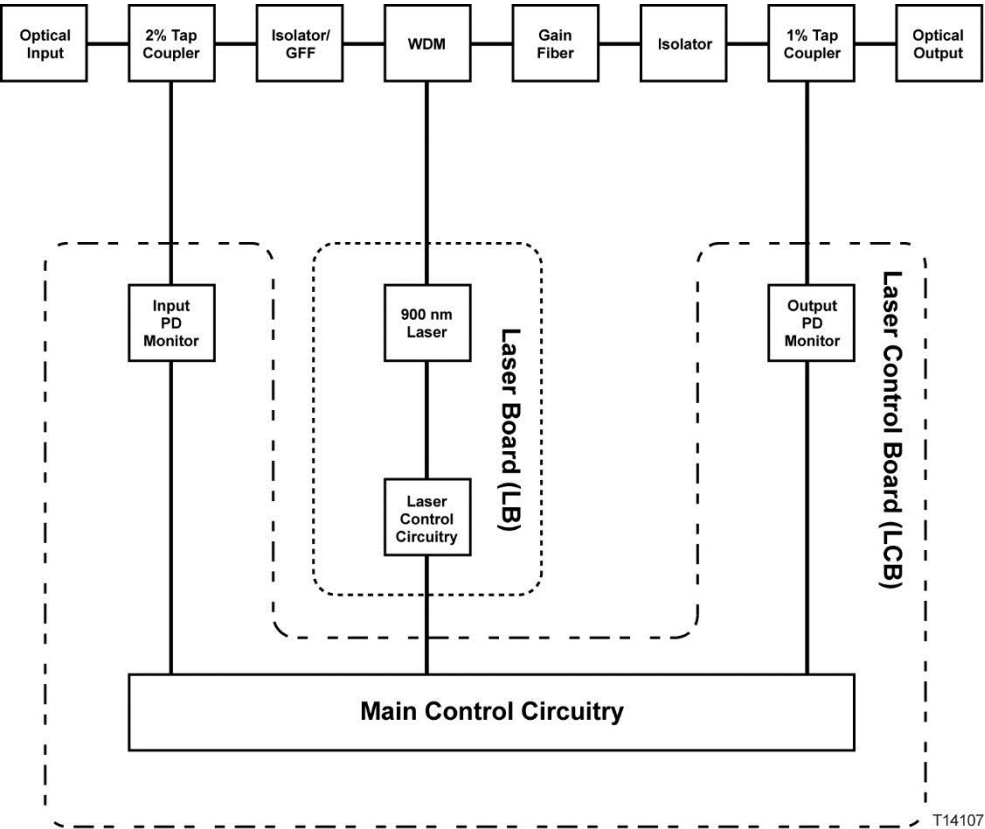 Optical
Input
2% Tap
Coupler
Isolator/
GFF
WDM
Gain
Fiber
Isolator
1% Tap
Coupler
Optical
Output
Input
PD
Monitor
900 nm
Laser
Output
PD
Monitor
Laser Board (LB)
Laser Control Board (LCB)
Laser
Control
Circuitry
Main Control Circuitry
T14107